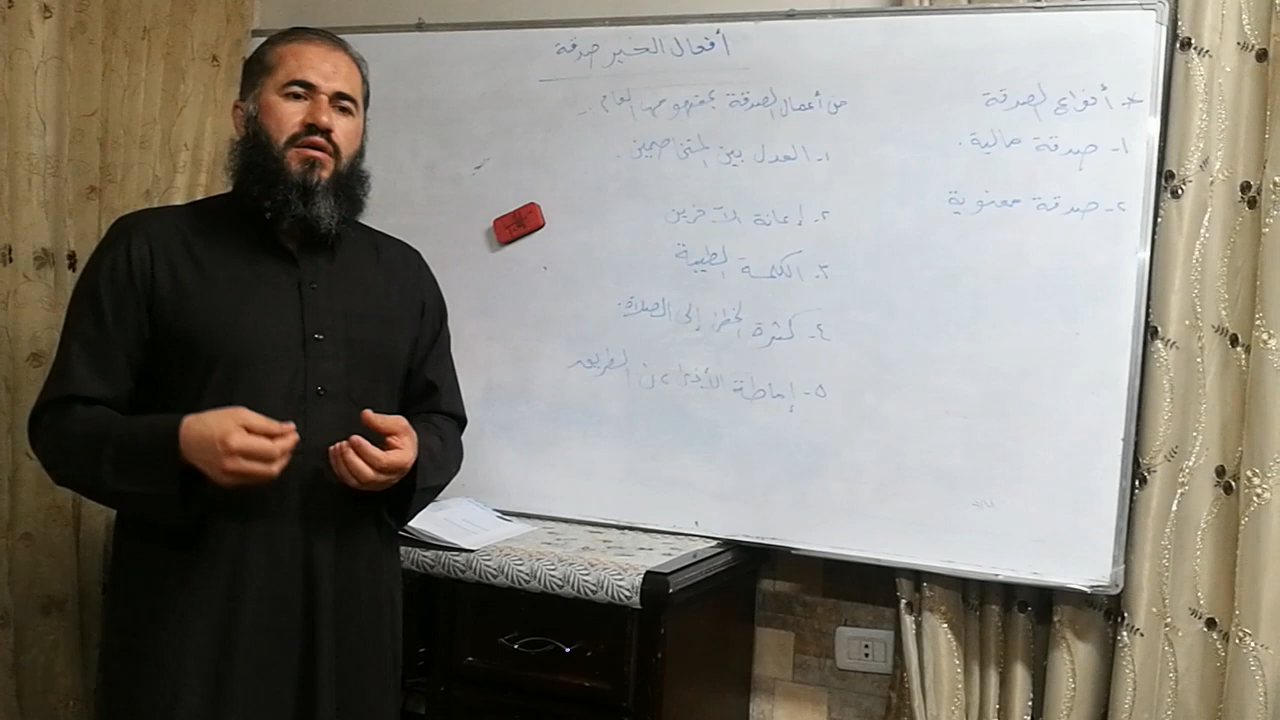 أفعال الخير صدقة
* أنواع الصدقة
١- صدقة مالية.
٢- صدقة معنوية
من أعمال الصدقة بمفهومها العام..
١- العدل بين المتخاصمين.
٢- إعانة الآخرين
٣- الكلمة الطيبة
٤- كثرة الخطى إلى الصلاة.
٥- إماطة الأذى عن الطريق